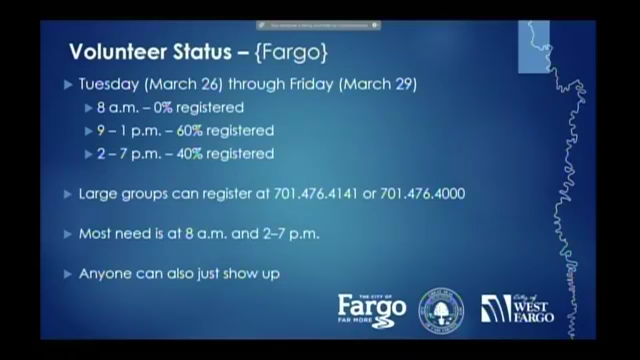 Volunteer Status – {Fargo}
Tuesday (March 26) through Friday (March 29)
8 a.m. – 0% registered
9 – 1 p.m. – 60% registered
2 – 7 p.m. – 40% registered
Large groups can register at 701.476.4141 or 701.476.4000
Most need is at 8 a.m. and 2–7 p.m.
Anyone can also just show up
THE CITY OF
Fargo
FAR MORE
City of
WEST
FARGO